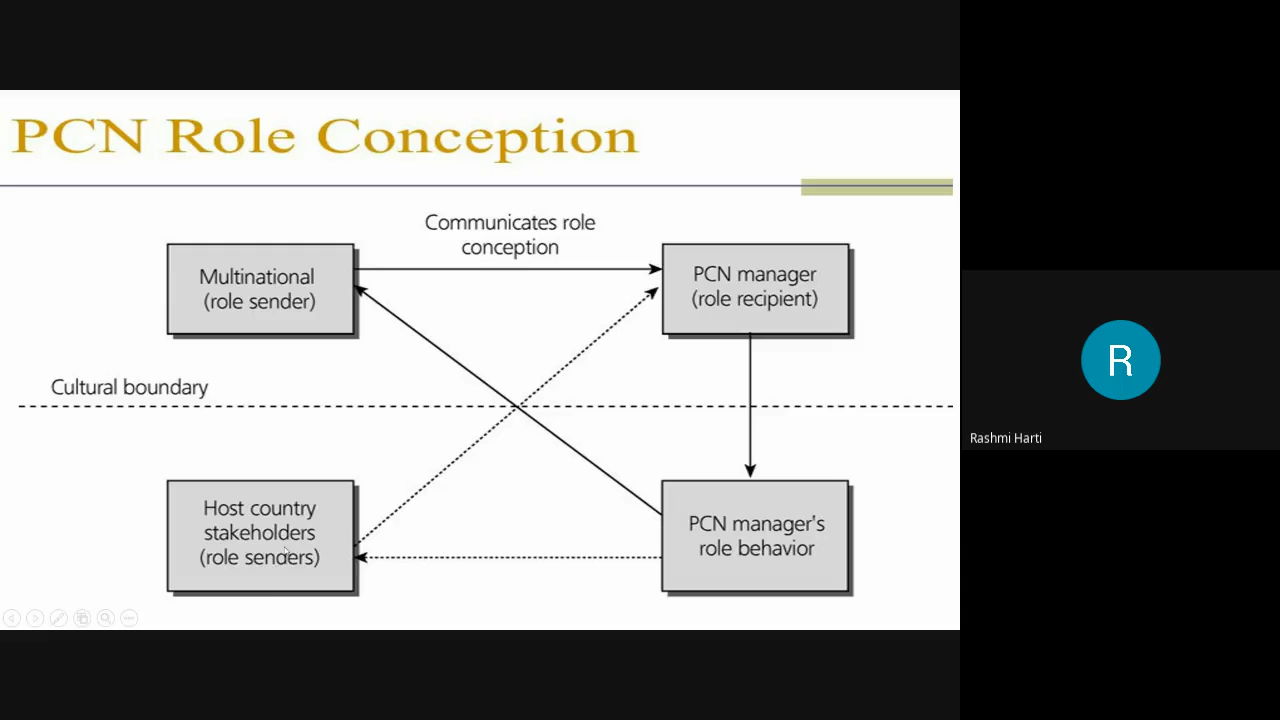 PCN Role Conception
Communicates role
conception
Multinational
(role sender)
PCN manager
(role recipient)
Cultural boundary
Host country
stakeholders
(role senders)
PCN manager's
role behavior
R
Rashmi Harti